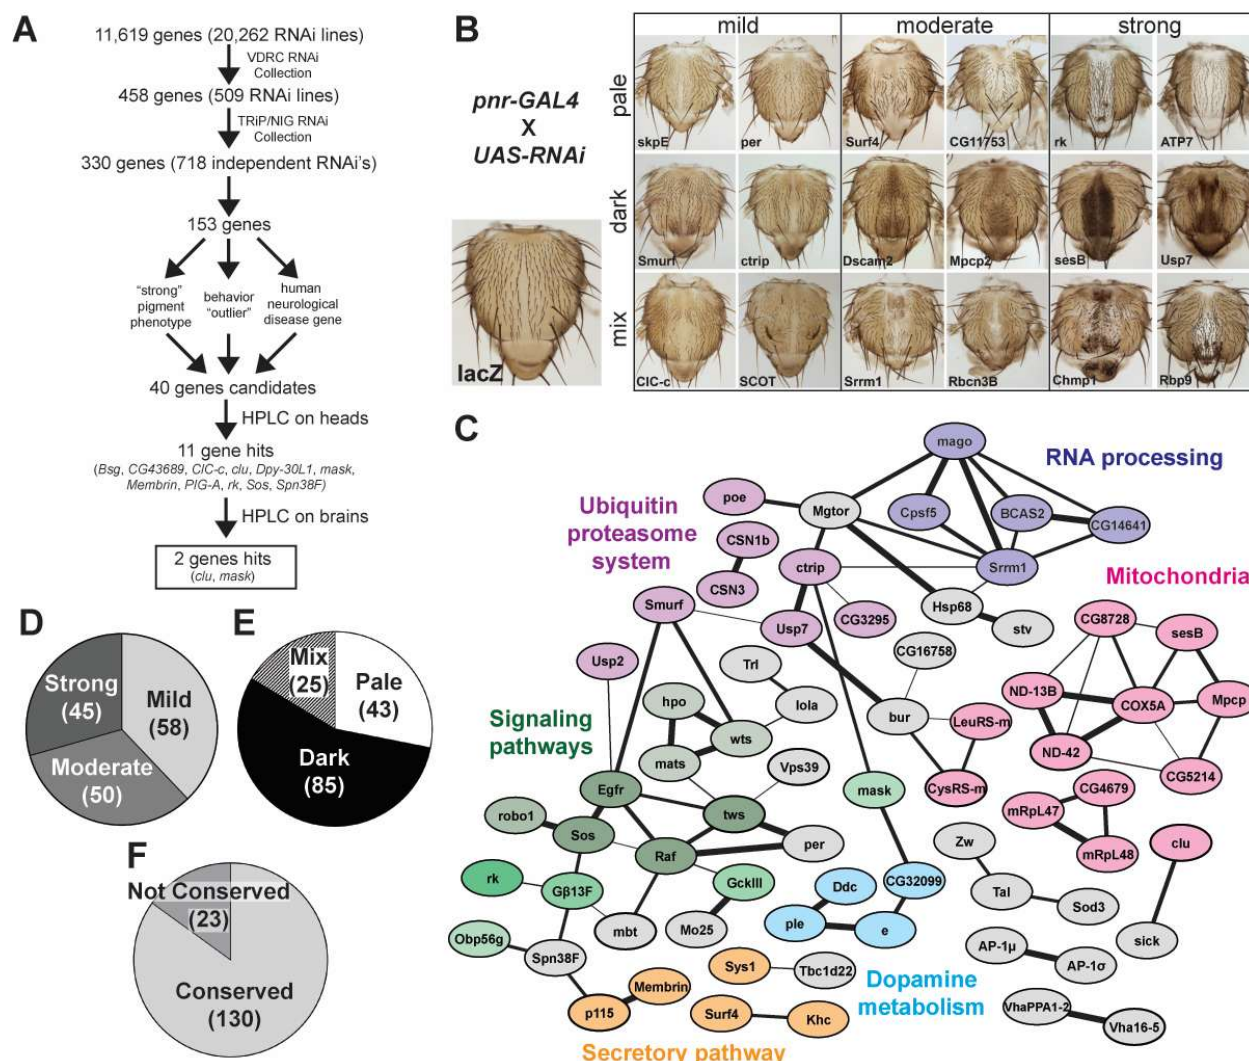 A
11,619 genes (20,262 RNAi lines)
VDRC RNAi
Collection
458 genes (509 RNAi lines)
TRiP/NIG RNAi
Collection
330 genes (718 independent RNAi's)
153 genes
"strong"
pigment
phenotype
behavior
"outlier"
human
neurological
disease gene
40 genes candidates
HPLC on heads
11 gene hits
(Bsg, CG43689, ClC-c, clu, Dpy-30L1, mask,
Membrin, PIG-A, rk, Sos, Spn38F)
HPLC on brains
2 genes hits
(clu, mask)
B
pnr-GAL4
X
UAS-RNAi
lacZ
mild moderate strong
pale
skpE per Surf4 CG11753 rk ATP7
dark
Smurf ctrip Dscam2 Mpcp2 sesB Usp7
mix
ClC-c SCOT Srrm1 Rbcn3B Chmp1 Rbp9
C
RNA processing
mago
Cpsf5
BCAS2
CG14641
Srrm1
Ubiquitin
proteasome
system
poe
Mgtor
CSN1b
CSN3
ctrip
CG3295
Smurf
Usp7
Usp2
Hsp68
stv
CG16758
Trl
lola
bur
Mitochondria
CG8728
sesB
ND-13B
COX5A
Mpcp
ND-42
CG5214
LeuRS-m
CysRS-m
CG4679
mRpL47
mRpL48
clu
sick
Signaling
pathways
hpo
wts
mats
Vps39
Egfr
tws
mask
robo1
Sos
Raf
per
rk
Gβ13F
GckIII
Mo25
mbt
Obp56g
Spn38F
Ddc
CG32099
ple
e
Dopamine
metabolism
Zw
Tal
Sod3
AP-1μ
AP-1σ
VhaPPA1-2
Vha16-5
Membrin
p115
Sys1
Tbc1d22
Surf4
Khc
Secretory pathway
D
Strong
(45)
Mild
(58)
Moderate
(50)
E
Mix
(25)
Pale
(43)
Dark
(85)
F
Not Conserved
(23)
Conserved
(130)